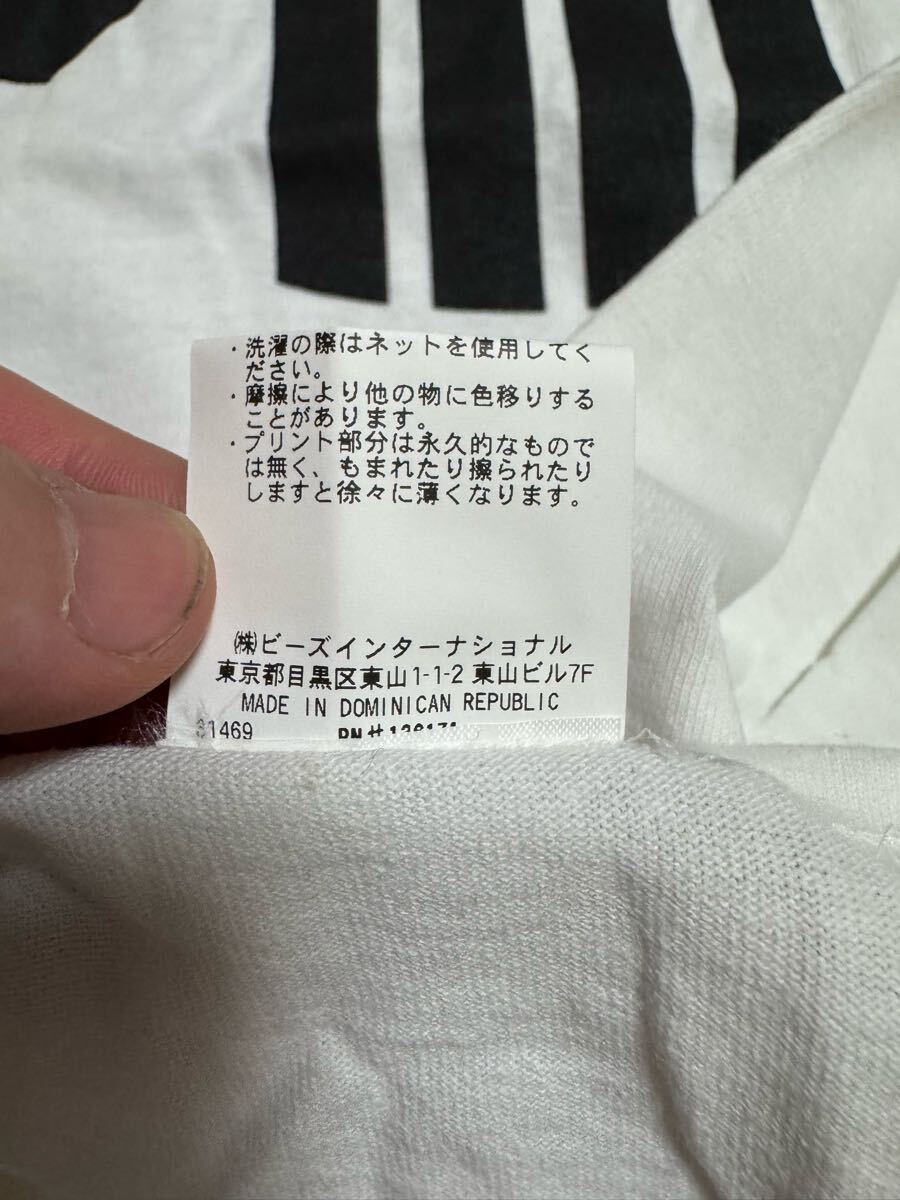 ・洗濯の際はネットを使用してく
ださい。
・摩擦により他の物に色移りする
ことがあります。
・プリント部分は永久的なもので
は無く、もまれたり擦られたり
しますと徐々に薄くなります。
㈱ビーズインターナショナル
東京都目黒区東山1-1-2 東山ビル7F
MADE IN DOMINICAN REPUBLIC
31469